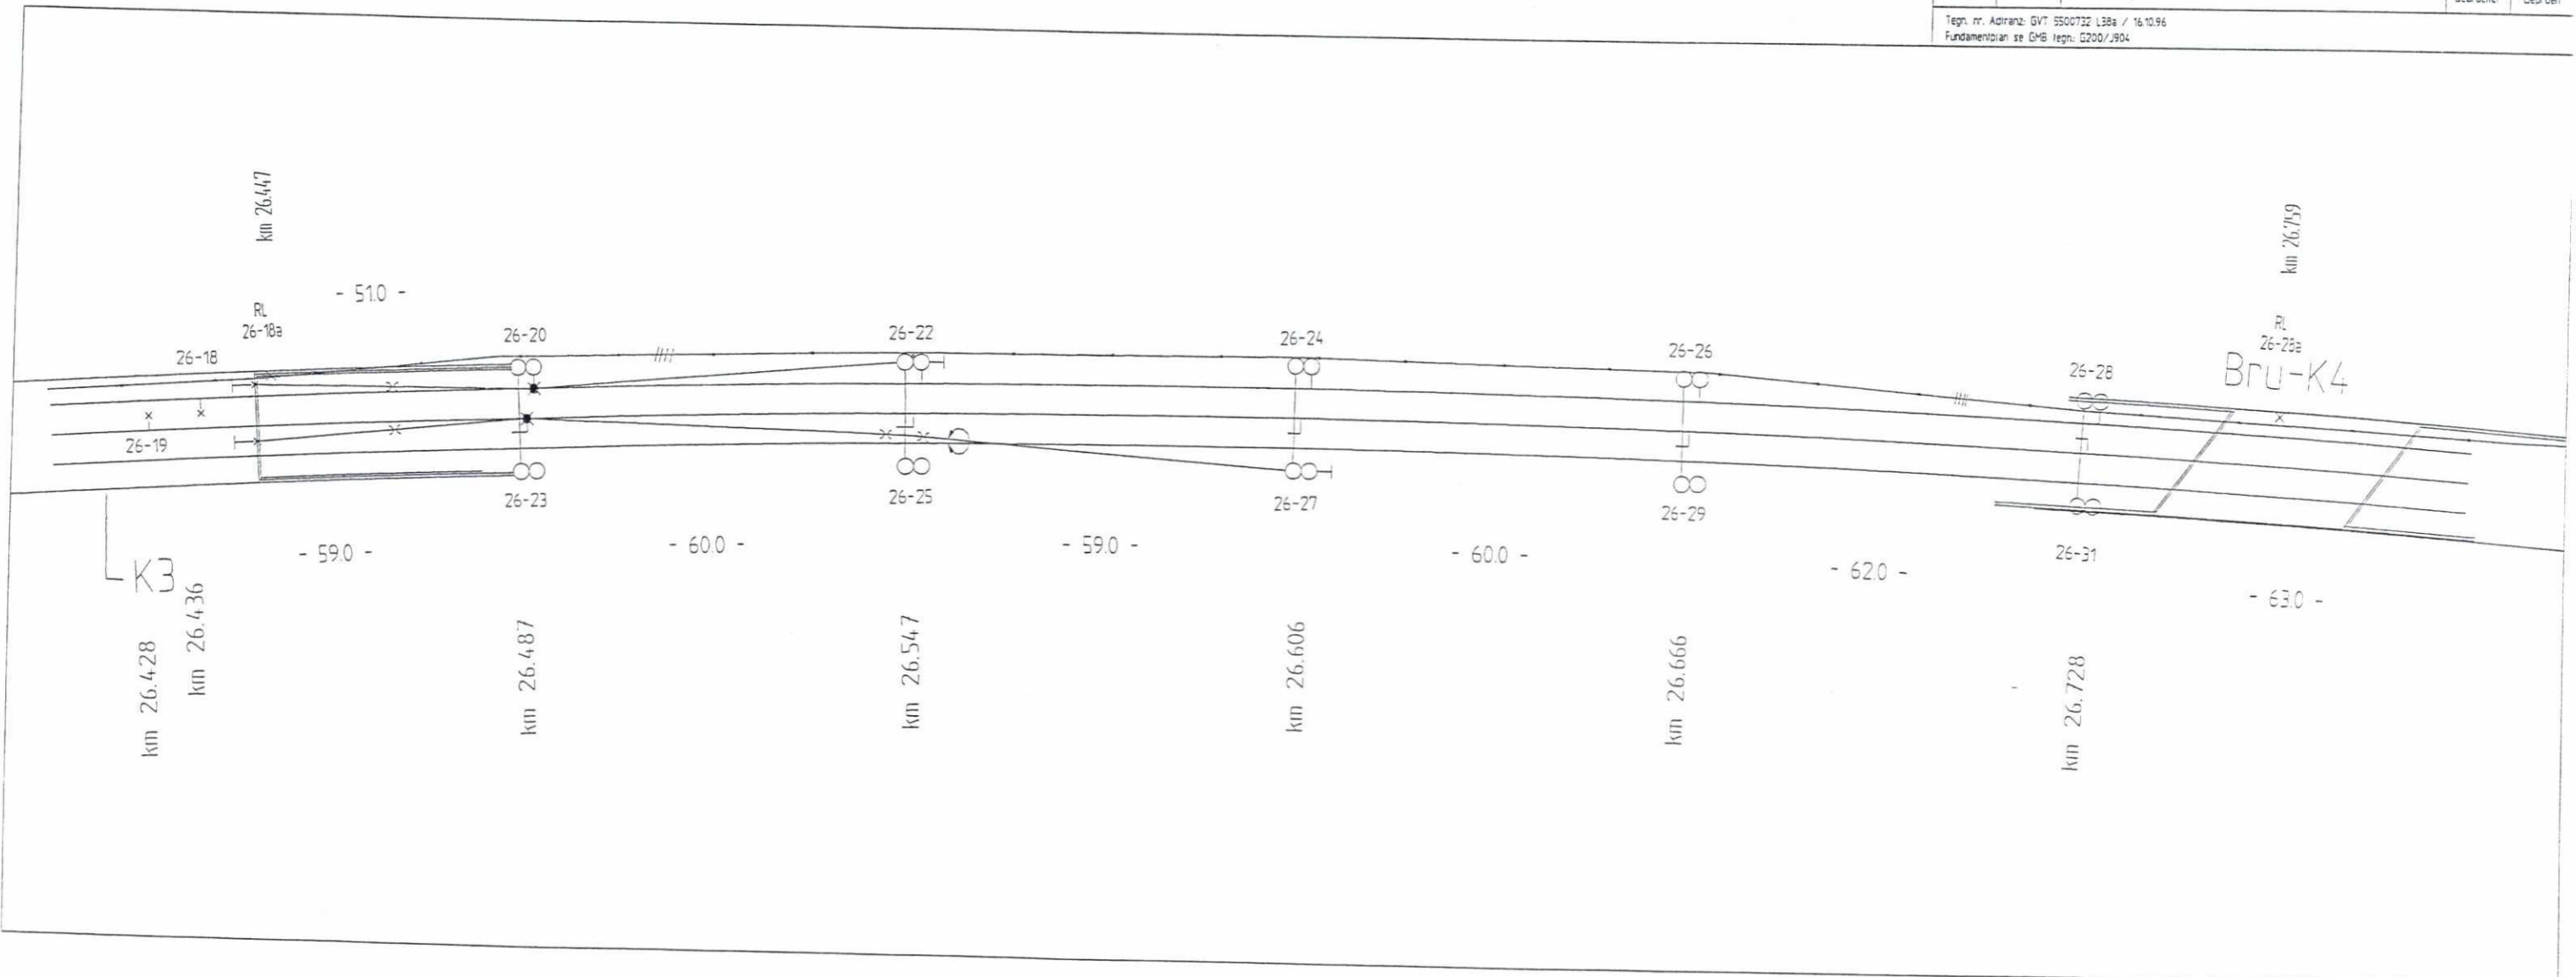 Tegn. nr. Adtranz: GVT 5500732 L38a / 16.10.96
Fundamentplan se GMB tegn.: G200/J904
km 26.447
km 26.759
- 51.0 -
RL
26-18a
26-18
26-20
26-22
26-24
26-26
26-28
RL
26-28a
Bru-K4
26-19
26-23
26-25
26-27
26-29
26-31
K3
- 59.0 -
- 60.0 -
- 59.0 -
- 60.0 -
- 62.0 -
- 63.0 -
km 26.428
km 26.436
km 26.487
km 26.547
km 26.606
km 26.666
km 26.728